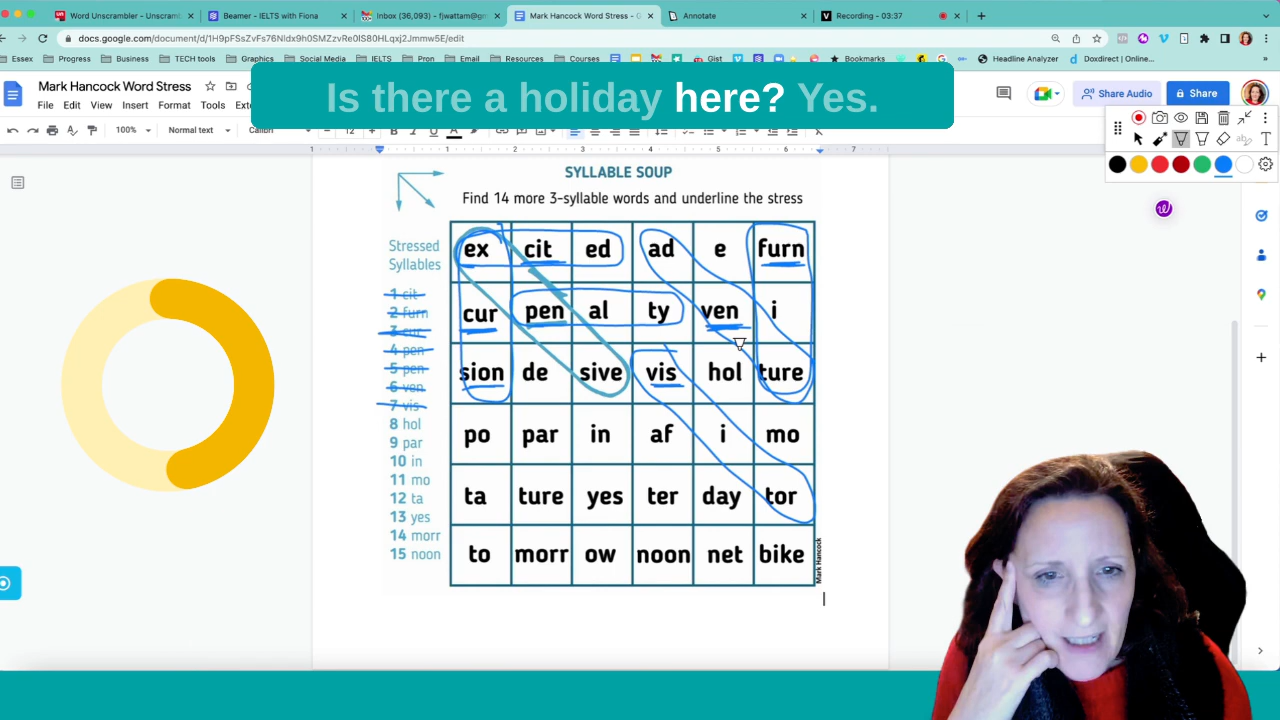 Word Unscrambler - Unscramb
Beamer - IELTS with Fiona
Inbox (36,093) - fjwattam@gm
Mark Hancock Word Stress - G
Annotate
Recording - 03:37
docs.google.com/document/d/1H9pFSsZvFs76Nldx9h0SMZzvRe0IS80HLqxj2Jmmw5E/edit
Essex
Progress
Business
TECH tools
Graphics
Social Media
IELTS
Pron
Email
Resources
Courses
Gist
Bookmarks
Headline Analyzer
Doxdirect | Online...
Is there a holiday here? Yes.
Mark Hancock Word Stress
File Edit View Insert Format Tools
Share Audio
Share
100%
Normal text
12
SYLLABLE SOUP
Find 14 more 3-syllable words and underline the stress
Stressed
Syllables
1 cit
2 furn
3 cur
4 pen
5 pen
6 ven
7 vis
8 hol
9 par
10 in
11 mo
12 ta
13 yes
14 morr
15 noon
ex cit ed ad e furn
cur pen al ty ven i
sion de sive vis hol ture
po par in af i mo
ta ture yes ter day tor
to morr ow noon net bike
Mark Hancock